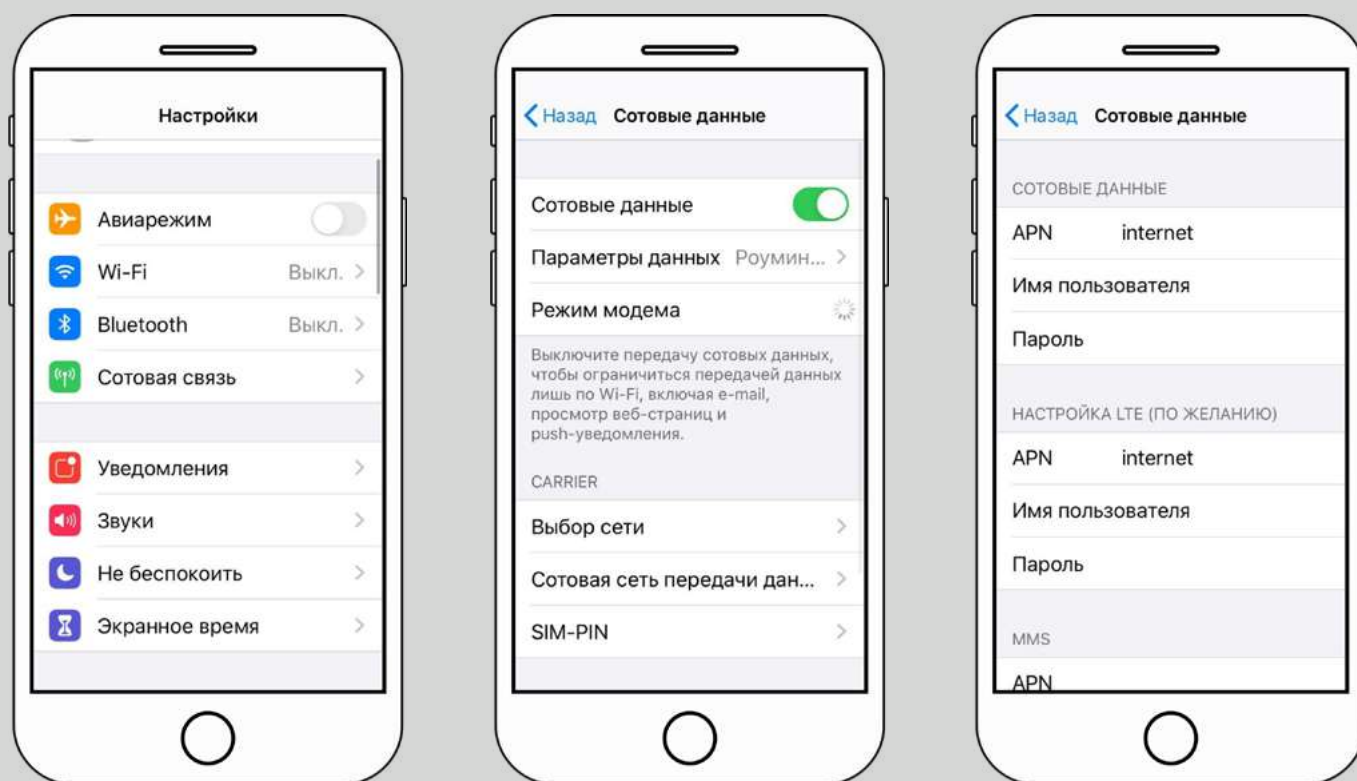 Настройки
Авиарежим
Wi-Fi Выкл.
Bluetooth Выкл.
Сотовая связь
Уведомления
Звуки
Не беспокоить
Экранное время
Назад Сотовые данные
Сотовые данные
Параметры данных Роумин...
Режим модема
Выключите передачу сотовых данных,
чтобы ограничиться передачей данных
лишь по Wi-Fi, включая e-mail,
просмотр веб-страниц и
push-уведомления.
CARRIER
Выбор сети
Сотовая сеть передачи дан...
SIM-PIN
Назад Сотовые данные
СОТОВЫЕ ДАННЫЕ
APN internet
Имя пользователя
Пароль
НАСТРОЙКА LTE (ПО ЖЕЛАНИЮ)
APN internet
Имя пользователя
Пароль
MMS
APN